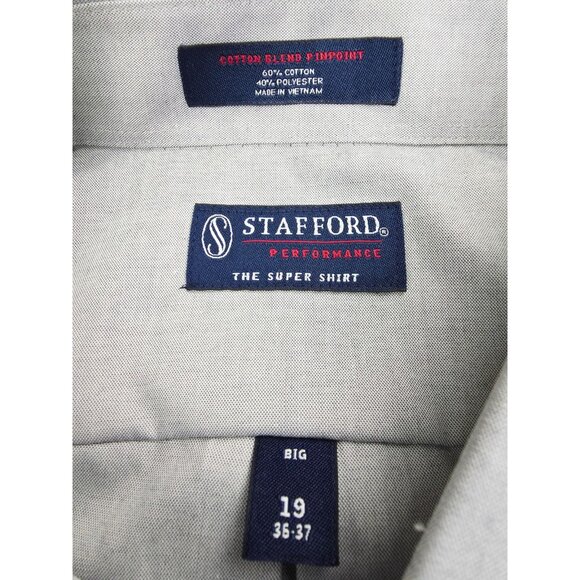 COTTON BLEND PINPOINT
60% COTTON
40% POLYESTER
MADE IN VIETNAM
S STAFFORD®
PERFORMANCE
THE SUPER SHIRT
BIG
19
36-37